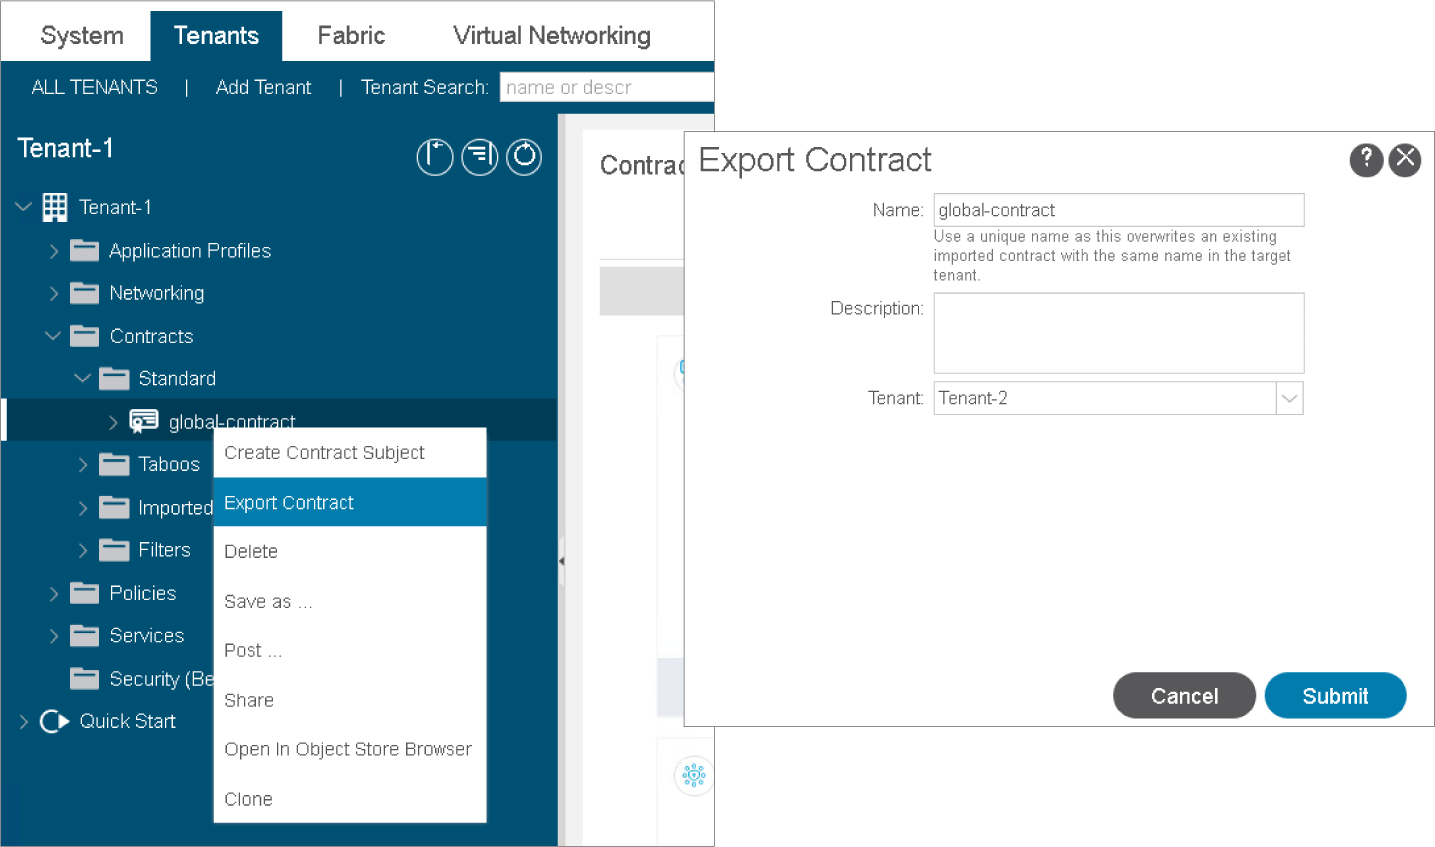 System
Tenants
Fabric
Virtual Networking
ALL TENANTS | Add Tenant | Tenant Search: name or descr
Tenant-1
Tenant-1
Application Profiles
Networking
Contracts
Standard
global-contract
Taboos
Imported
Filters
Policies
Services
Security (Be
Quick Start
Create Contract Subject
Export Contract
Delete
Save as ...
Post ...
Share
Open In Object Store Browser
Clone
Contrac
Export Contract
?
Name: global-contract
Use a unique name as this overwrites an existing
imported contract with the same name in the target
tenant.
Description:
Tenant: Tenant-2
Cancel
Submit